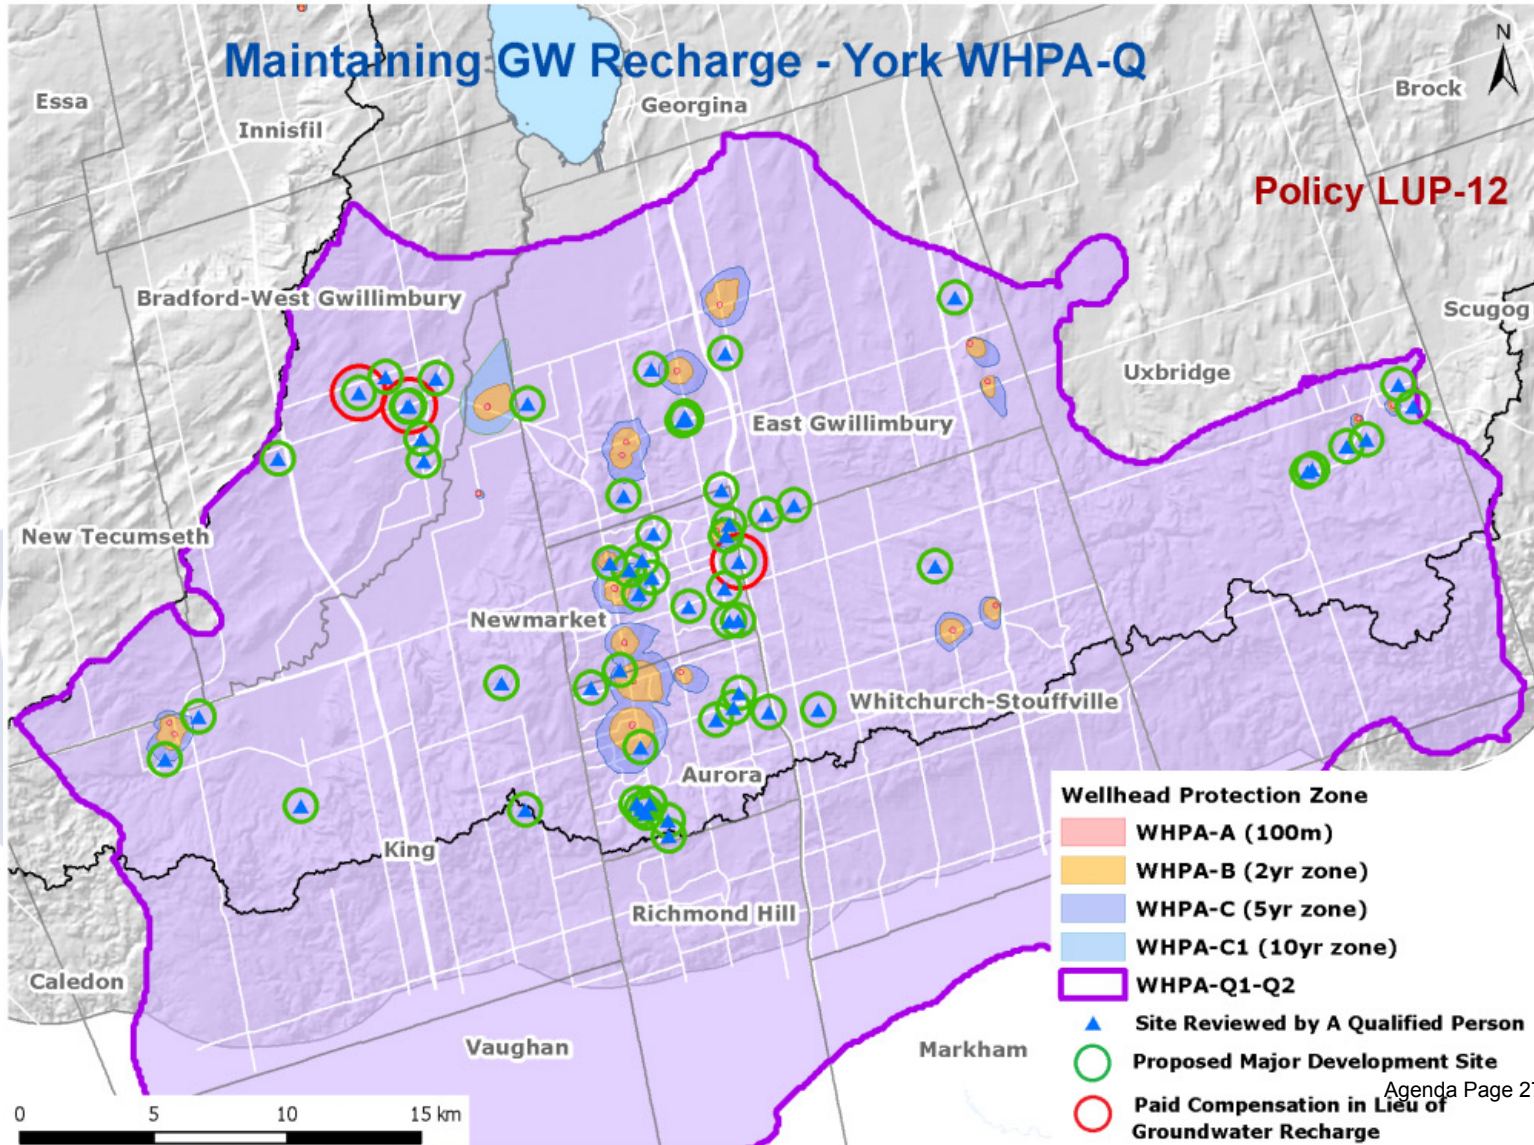 Maintaining GW Recharge - York WHPA-Q
N
Essa
Innisfil
Georgina
Brock
Policy LUP-12
Bradford-West Gwillimbury
Scugog
Uxbridge
East Gwillimbury
New Tecumseth
Newmarket
Whitchurch-Stouffville
Aurora
King
Richmond Hill
Caledon
Vaughan
Markham
Wellhead Protection Zone
WHPA-A (100m)
WHPA-B (2yr zone)
WHPA-C (5yr zone)
WHPA-C1 (10yr zone)
WHPA-Q1-Q2
Site Reviewed by A Qualified Person
Proposed Major Development Site
Agenda Page 27
Paid Compensation in Lieu of
Groundwater Recharge
0 5 10 15 km